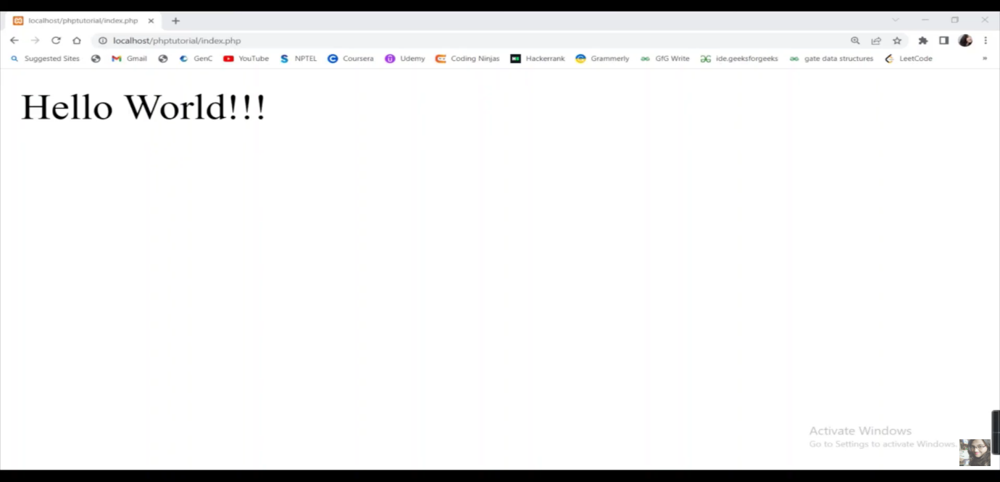 localhost/phptutorial/index.php
localhost/phptutorial/index.php
Suggested Sites Gmail GenC YouTube NPTEL Coursera Udemy Coding Ninjas Hackerrank Grammerly GfG Write ide.geeksforgeeks gate data structures LeetCode »
Hello World!!!
Activate Windows
Go to Settings to activate Windows.